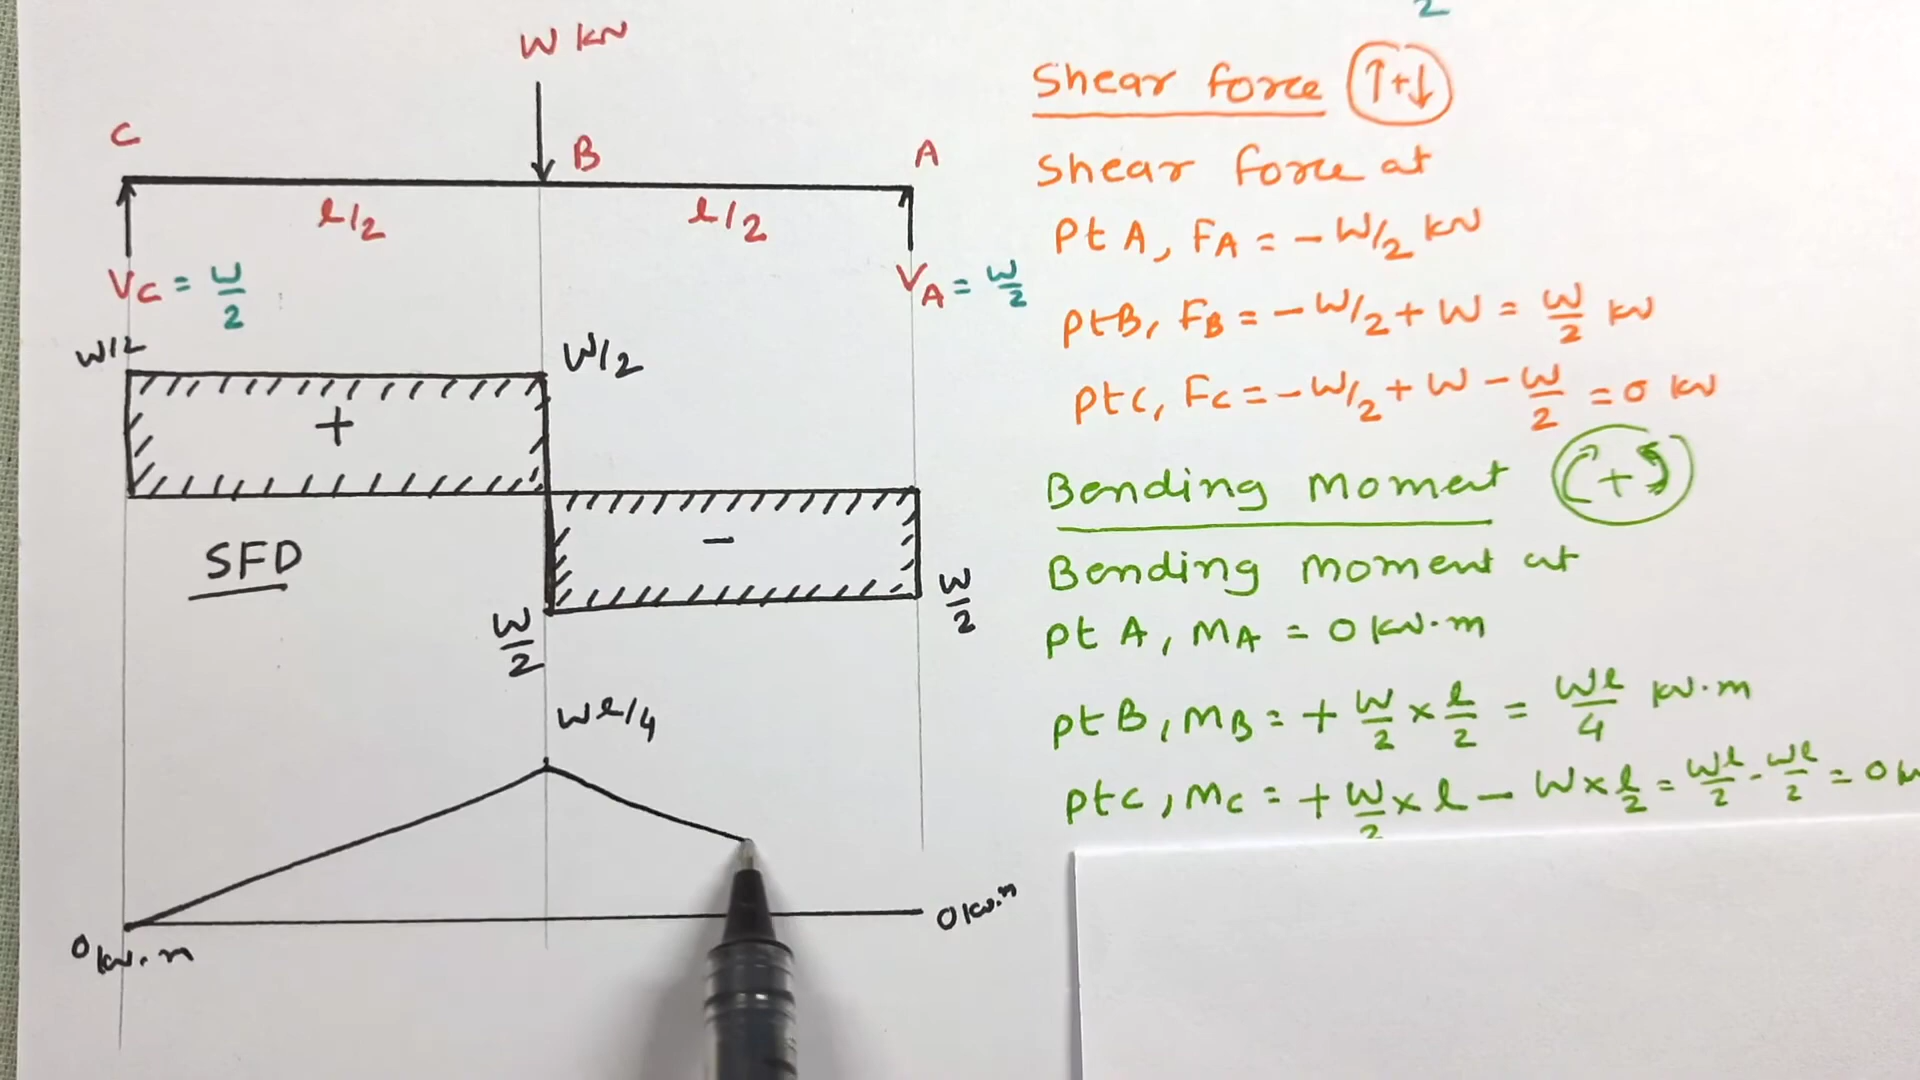 W kN
C
B
A
l/2
l/2
VC = W/2
VA = W/2
W/2
W/2
+
-
SFD
W/2
W/2
Wl/4
0 kN.m
0 kN.m
2
Shear force (↑+↓)
Shear force at
Pt A, FA = - W/2 kN
Pt B, FB = - W/2 + W = W/2 kN
Pt C, FC = - W/2 + W - W/2 = 0 kN
Bending Moment (+)
Bending moment at
pt A, MA = 0 kN.m
pt B, MB = + W/2 × l/2 = Wl/4 kN.m
pt C, MC = + W/2 × l - W × l/2 = Wl/2 - Wl/2 = 0 k